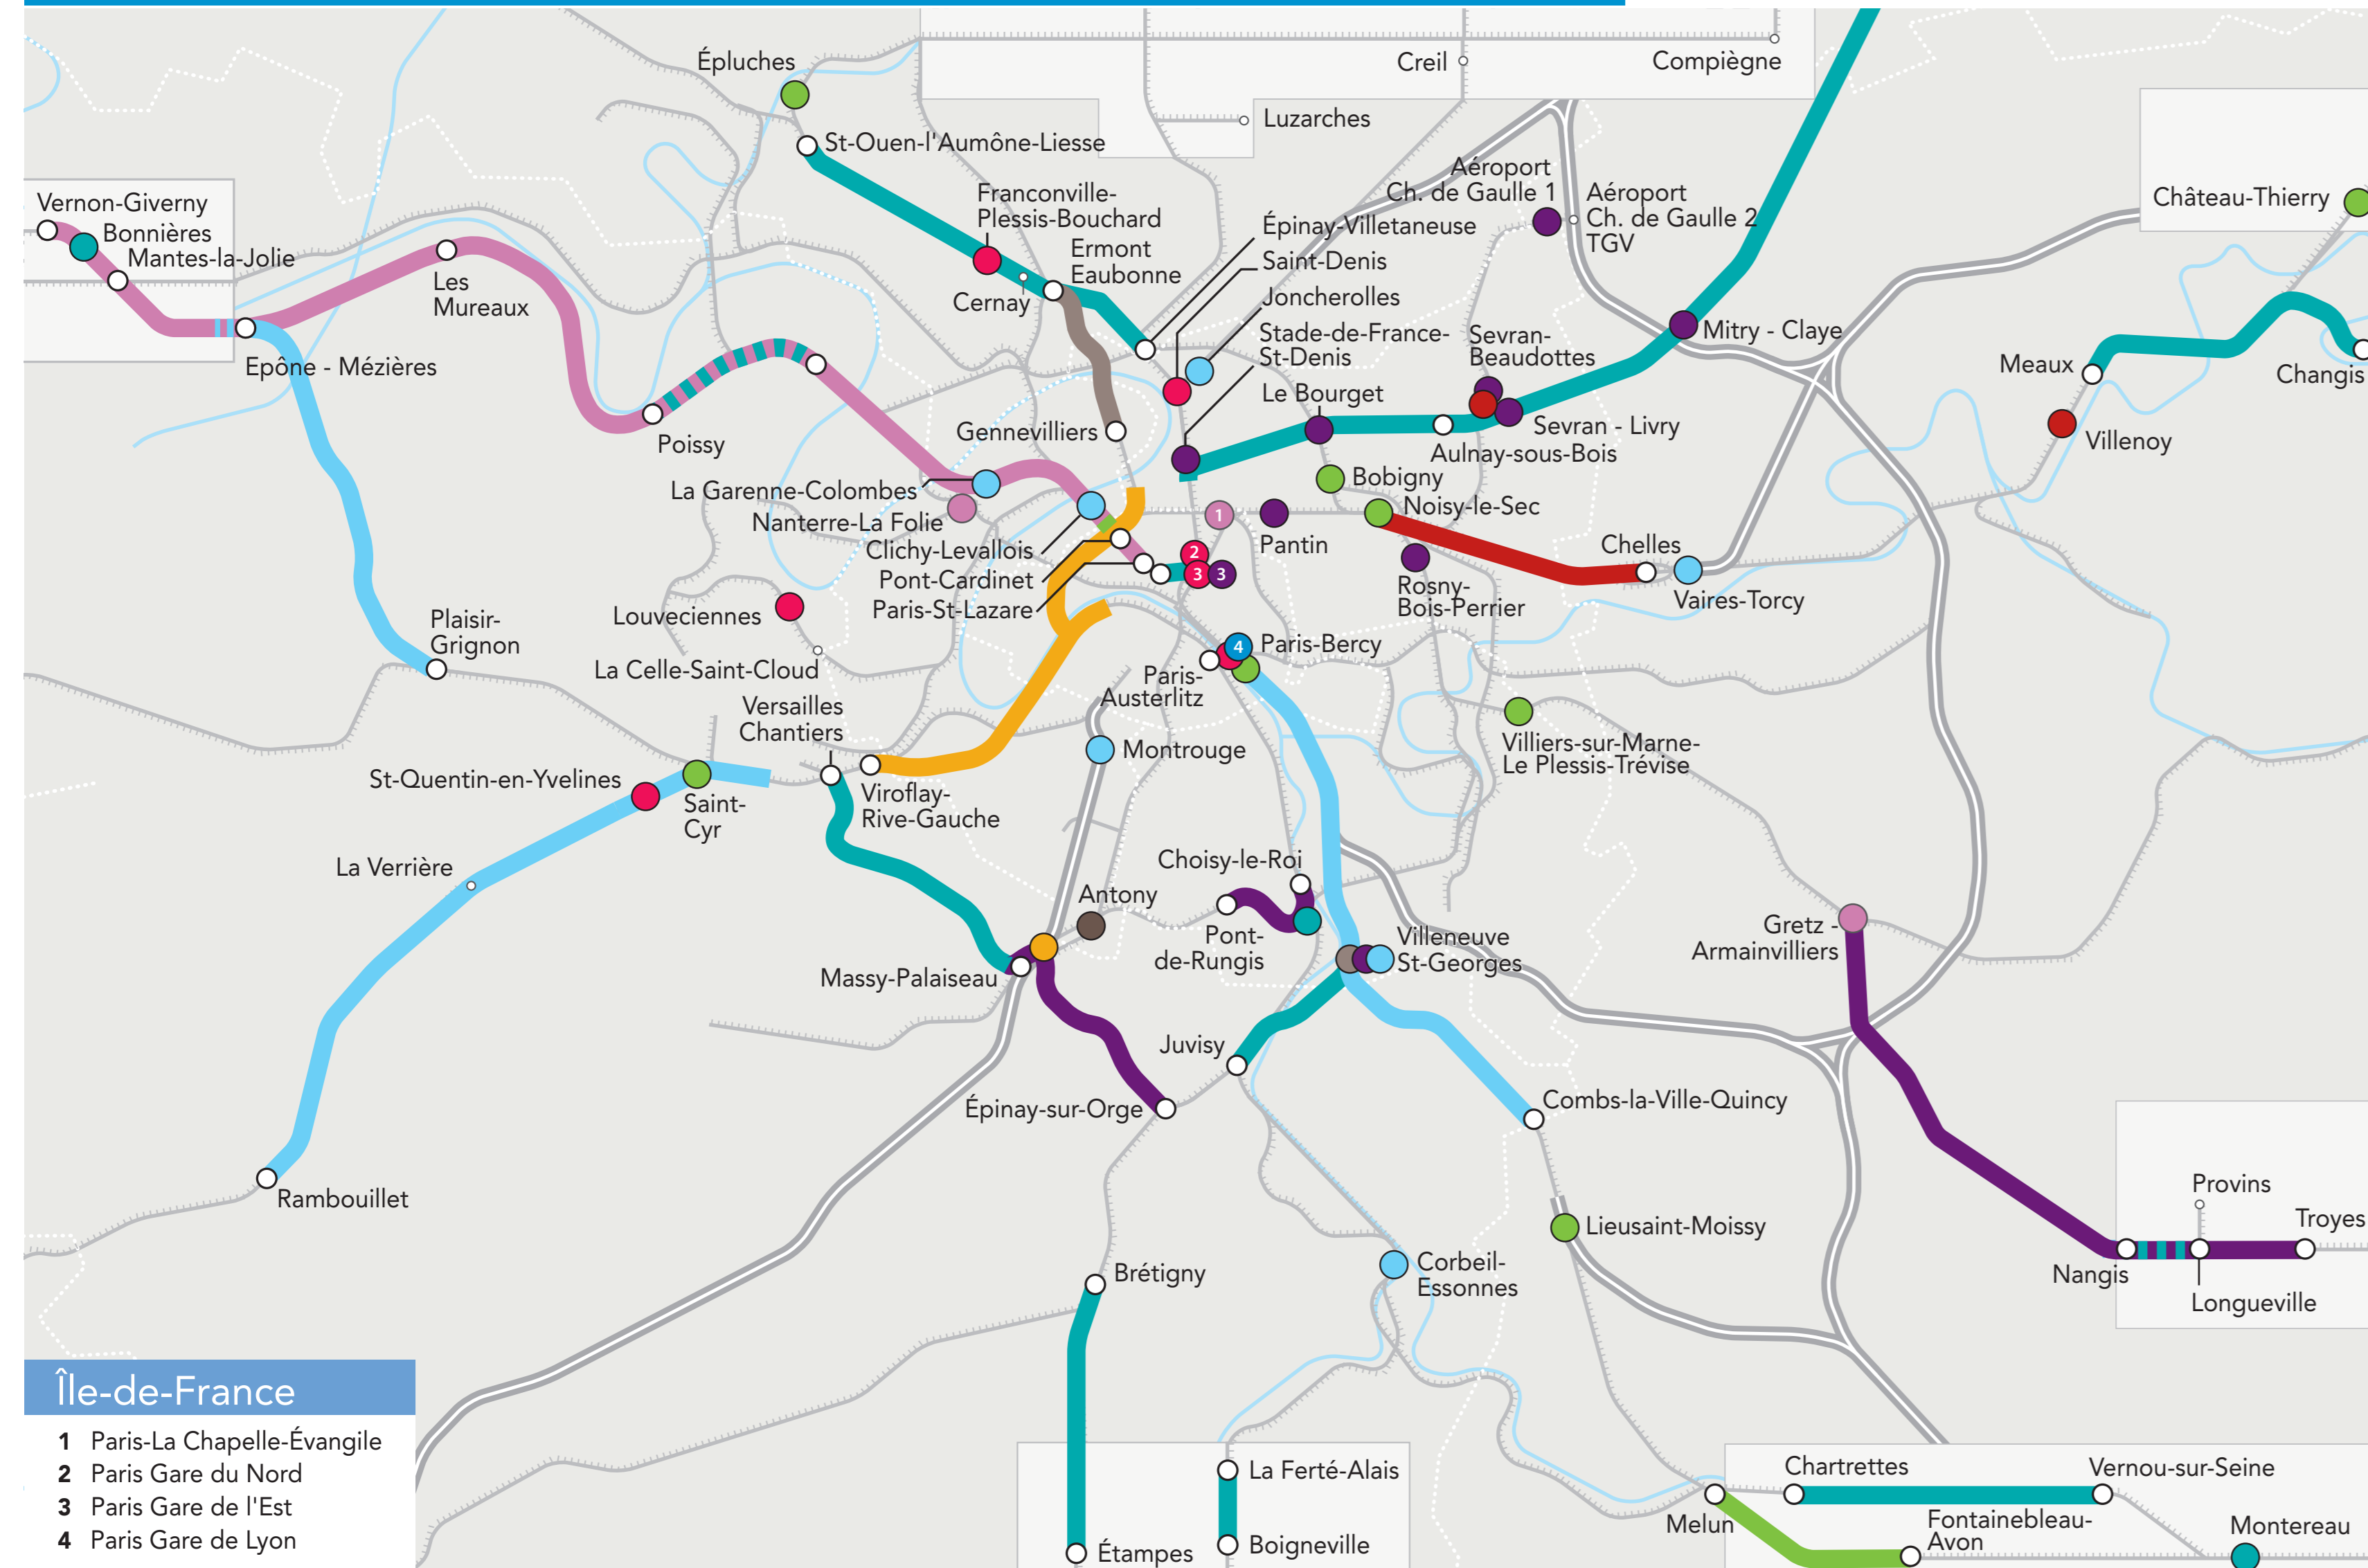 Épluches
Creil
Compiègne
Luzarches
St-Ouen-l'Aumône-Liesse
Aéroport
Ch. de Gaulle 1
Aéroport
Ch. de Gaulle 2
TGV
Château-Thierry
Vernon-Giverny
Bonnières
Mantes-la-Jolie
Franconville-
Plessis-Bouchard
Ermont
Eaubonne
Cernay
Épinay-Villetaneuse
Saint-Denis
Joncherolles
Stade-de-France-
St-Denis
Le Bourget
Sevran-
Beaudottes
Mitry - Claye
Les
Mureaux
Epône - Mézières
Meaux
Changis
Poissy
Gennevilliers
Sevran - Livry
Aulnay-sous-Bois
Villenoy
La Garenne-Colombes
Nanterre-La Folie
Bobigny
Noisy-le-Sec
Clichy-Levallois
Pont-Cardinet
Paris-St-Lazare
1
2
3
3
Pantin
Chelles
Rosny-
Bois-Perrier
Vaires-Torcy
Louveciennes
La Celle-Saint-Cloud
Plaisir-
Grignon
4
Paris-Bercy
Paris-
Austerlitz
Versailles
Chantiers
Montrouge
Villiers-sur-Marne-
Le Plessis-Trévise
St-Quentin-en-Yvelines
Saint-
Cyr
Viroflay-
Rive-Gauche
La Verrière
Choisy-le-Roi
Antony
Pont-
de-Rungis
Villeneuve
St-Georges
Gretz -
Armainvilliers
Massy-Palaiseau
Juvisy
Épinay-sur-Orge
Combs-la-Ville-Quincy
Rambouillet
Provins
Troyes
Lieusaint-Moissy
Nangis
Longueville
Corbeil-
Essonnes
Brétigny
La Ferté-Alais
Boigneville
Étampes
Chartrettes
Vernou-sur-Seine
Melun
Fontainebleau-
Avon
Montereau
Île-de-France
1 Paris-La Chapelle-Évangile
2 Paris Gare du Nord
3 Paris Gare de l'Est
4 Paris Gare de Lyon